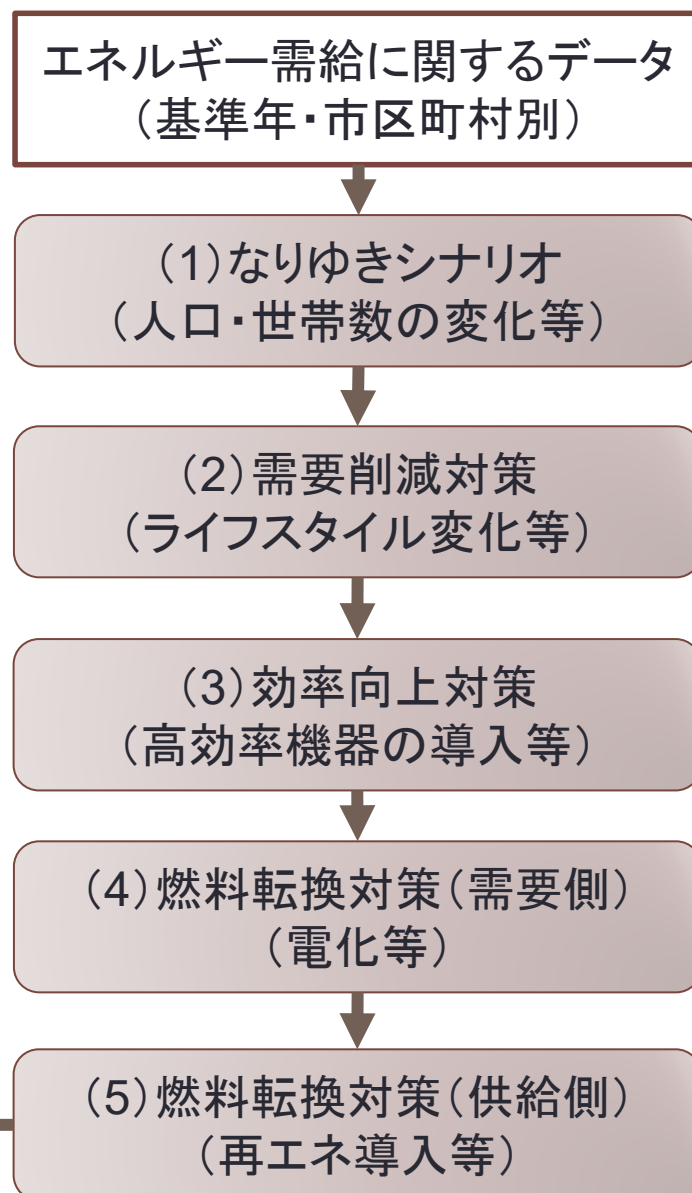 エネルギー需給に関するデータ
（基準年・市区町村別）
（1）なりゆきシナリオ
（人口・世帯数の変化等）
（2）需要削減対策
（ライフスタイル変化等）
（3）効率向上対策
（高効率機器の導入等）
（4）燃料転換対策（需要側）
（電化等）
（5）燃料転換対策（供給側）
（再エネ導入等）